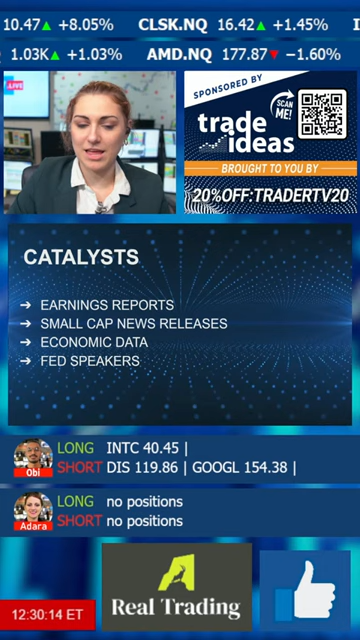 10.47▲ +8.05% CLSK.NQ 16.42▲ +1.45%
1.03K▲ +1.03% AMD.NQ 177.87▼ −1.60%
.LIVE
SPONSORED BY
SCAN ME!
trade ideas
BROUGHT TO YOU BY
20%OFF:TRADERTV20
CATALYSTS
➔ EARNINGS REPORTS
➔ SMALL CAP NEWS RELEASES
➔ ECONOMIC DATA
➔ FED SPEAKERS
LONG INTC 40.45 |
SHORT DIS 119.86 | GOOGL 154.38 |
Obi
LONG no positions
SHORT no positions
Adara
Real Trading
12:30:14 ET